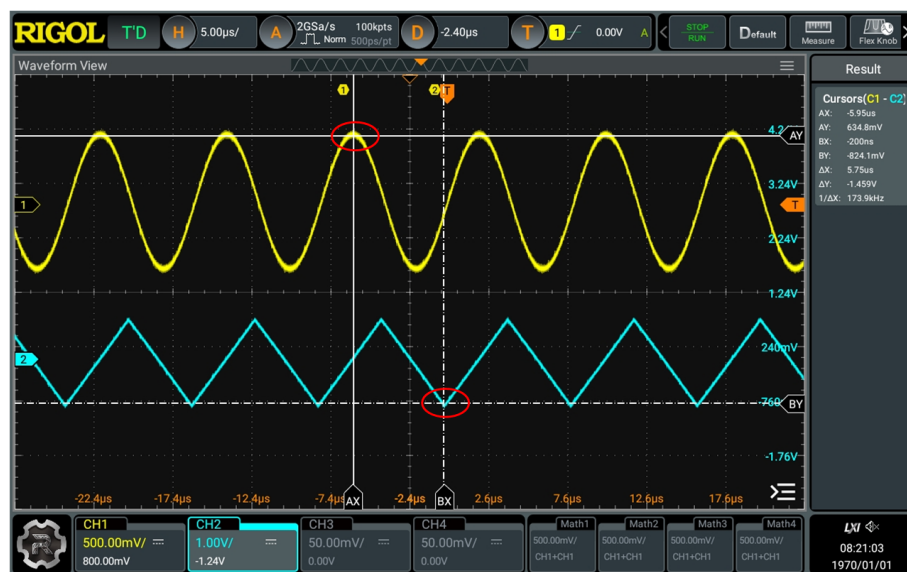 RIGOL T'D H 5.00µs/ A 2GSa/s 100kpts Norm 500ps/pt D -2.40µs T 1 0.00V A STOP RUN Default Measure Flex Knob
Waveform View
Result
1 2 T
Cursors(C1 - C2)
AX: -5.95us
AY: 634.8mV
BX: -200ns
BY: -824.1mV
ΔX: 5.75us
ΔY: -1.459V
1/ΔX: 173.9kHz
AY
3.24V
1 T
2.24V
1.24V
2 240mV
-760 BY
-1.76V
-22.4µs -17.4µs -12.4µs -7.4µs AX -2.4µs BX 2.6µs 7.6µs 12.6µs 17.6µs
CH1 CH2 CH3 CH4 Math1 Math2 Math3 Math4
500.00mV/ 1.00V/ 50.00mV/ 50.00mV/ 500.00mV/ 500.00mV/ 500.00mV/ 500.00mV/
800.00mV -1.24V 0.00V 0.00V CH1+CH1 CH1+CH1 CH1+CH1 CH1+CH1
LXI
08:21:03
1970/01/01